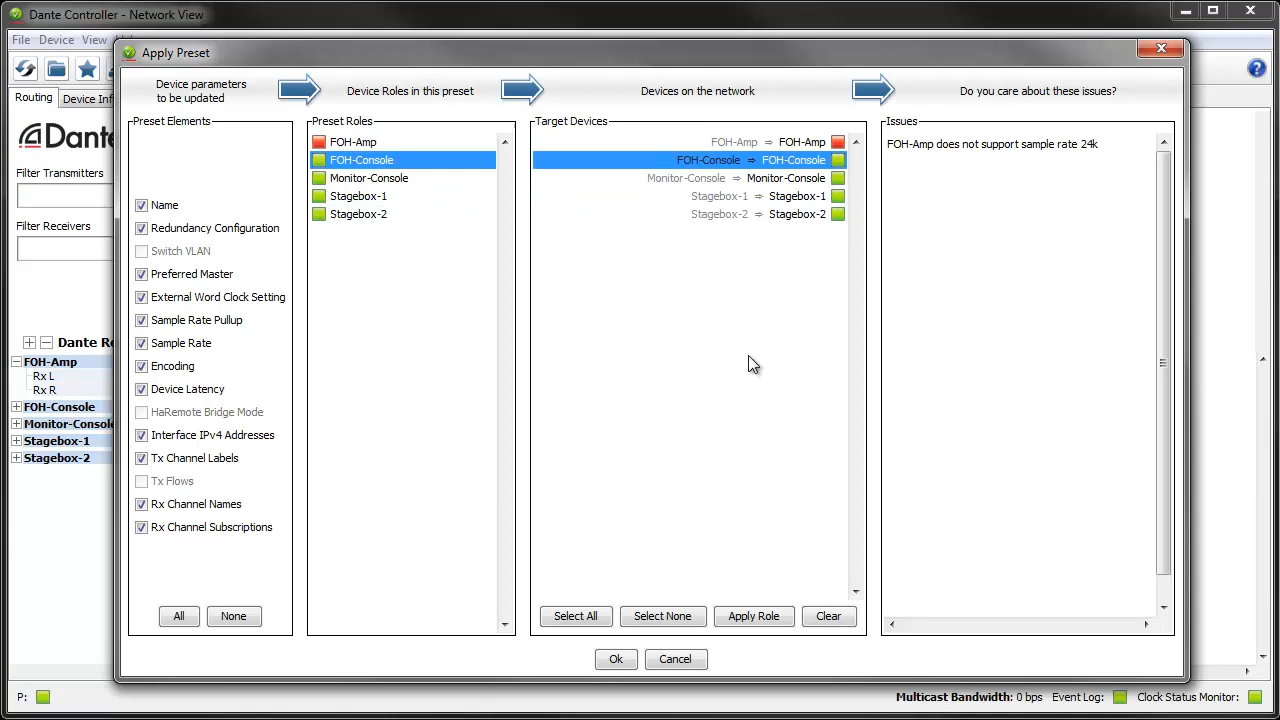 Dante Controller - Network View
File Device View
Apply Preset
Device parameters
to be updated
Device Roles in this preset
Devices on the network
Do you care about these issues?
Routing
Device Inf
Dante
Filter Transmitters
Filter Receivers
Dante Re
FOH-Amp
Rx L
Rx R
FOH-Console
Monitor-Console
Stagebox-1
Stagebox-2
Preset Elements
Name
Redundancy Configuration
Switch VLAN
Preferred Master
External Word Clock Setting
Sample Rate Pullup
Sample Rate
Encoding
Device Latency
HaRemote Bridge Mode
Interface IPv4 Addresses
Tx Channel Labels
Tx Flows
Rx Channel Names
Rx Channel Subscriptions
All
None
Preset Roles
FOH-Amp
FOH-Console
Monitor-Console
Stagebox-1
Stagebox-2
Target Devices
FOH-Amp ⇨ FOH-Amp
FOH-Console ⇨ FOH-Console
Monitor-Console ⇨ Monitor-Console
Stagebox-1 ⇨ Stagebox-1
Stagebox-2 ⇨ Stagebox-2
Select All
Select None
Apply Role
Clear
Issues
FOH-Amp does not support sample rate 24k
Ok
Cancel
P:
Multicast Bandwidth: 0 bps
Event Log:
Clock Status Monitor: